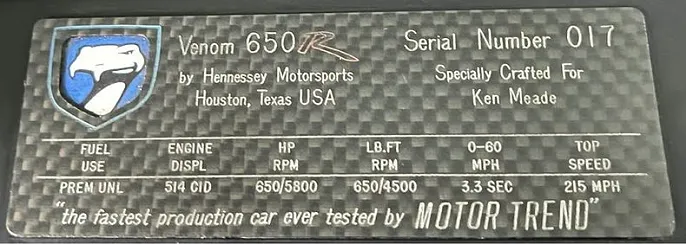 Venom 650R Serial Number 017
by Hennessey Motorsports Specially Crafted For
Houston, Texas USA Ken Meade
FUEL ENGINE HP LB.FT 0-60 TOP
USE DISPL RPM RPM MPH SPEED
PREM UNL 514 CID 650/5800 650/4500 3.3 SEC 215 MPH
"the fastest production car ever tested by MOTOR TREND"